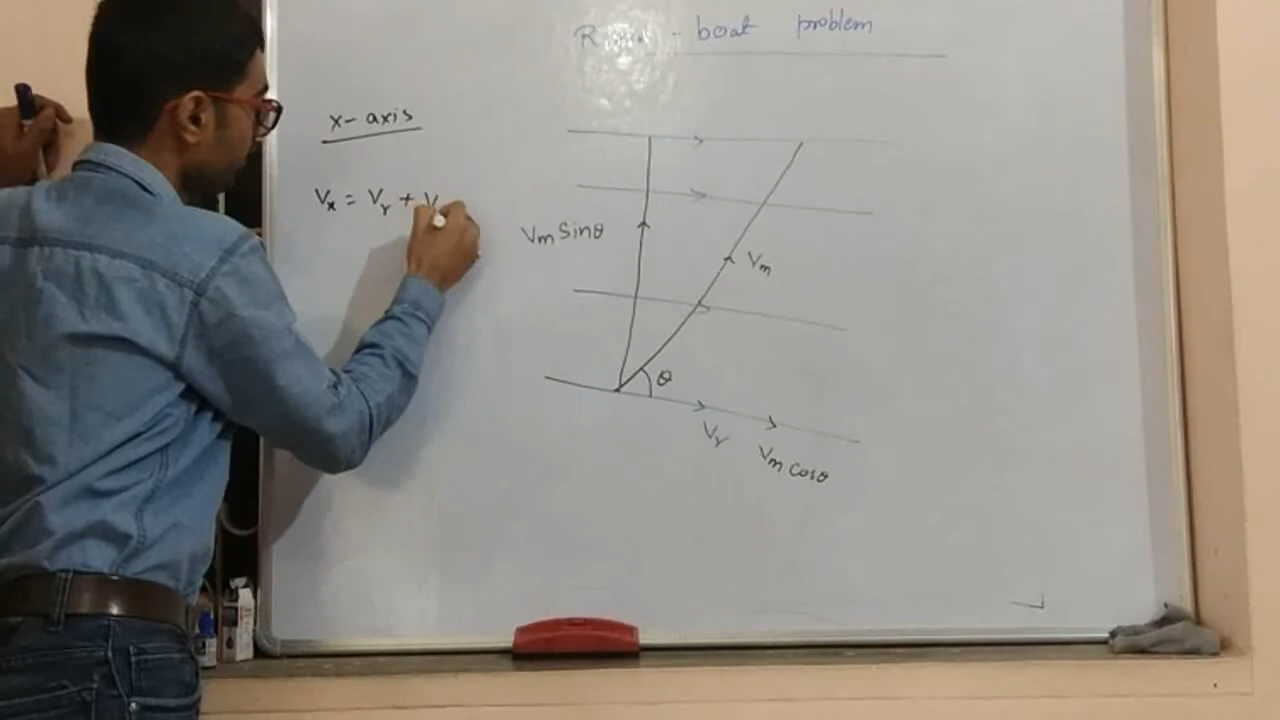 boat problem
x-axis
Vx = Vr + V
Vm Sinθ
Vm
θ
Vr
Vm cosθ